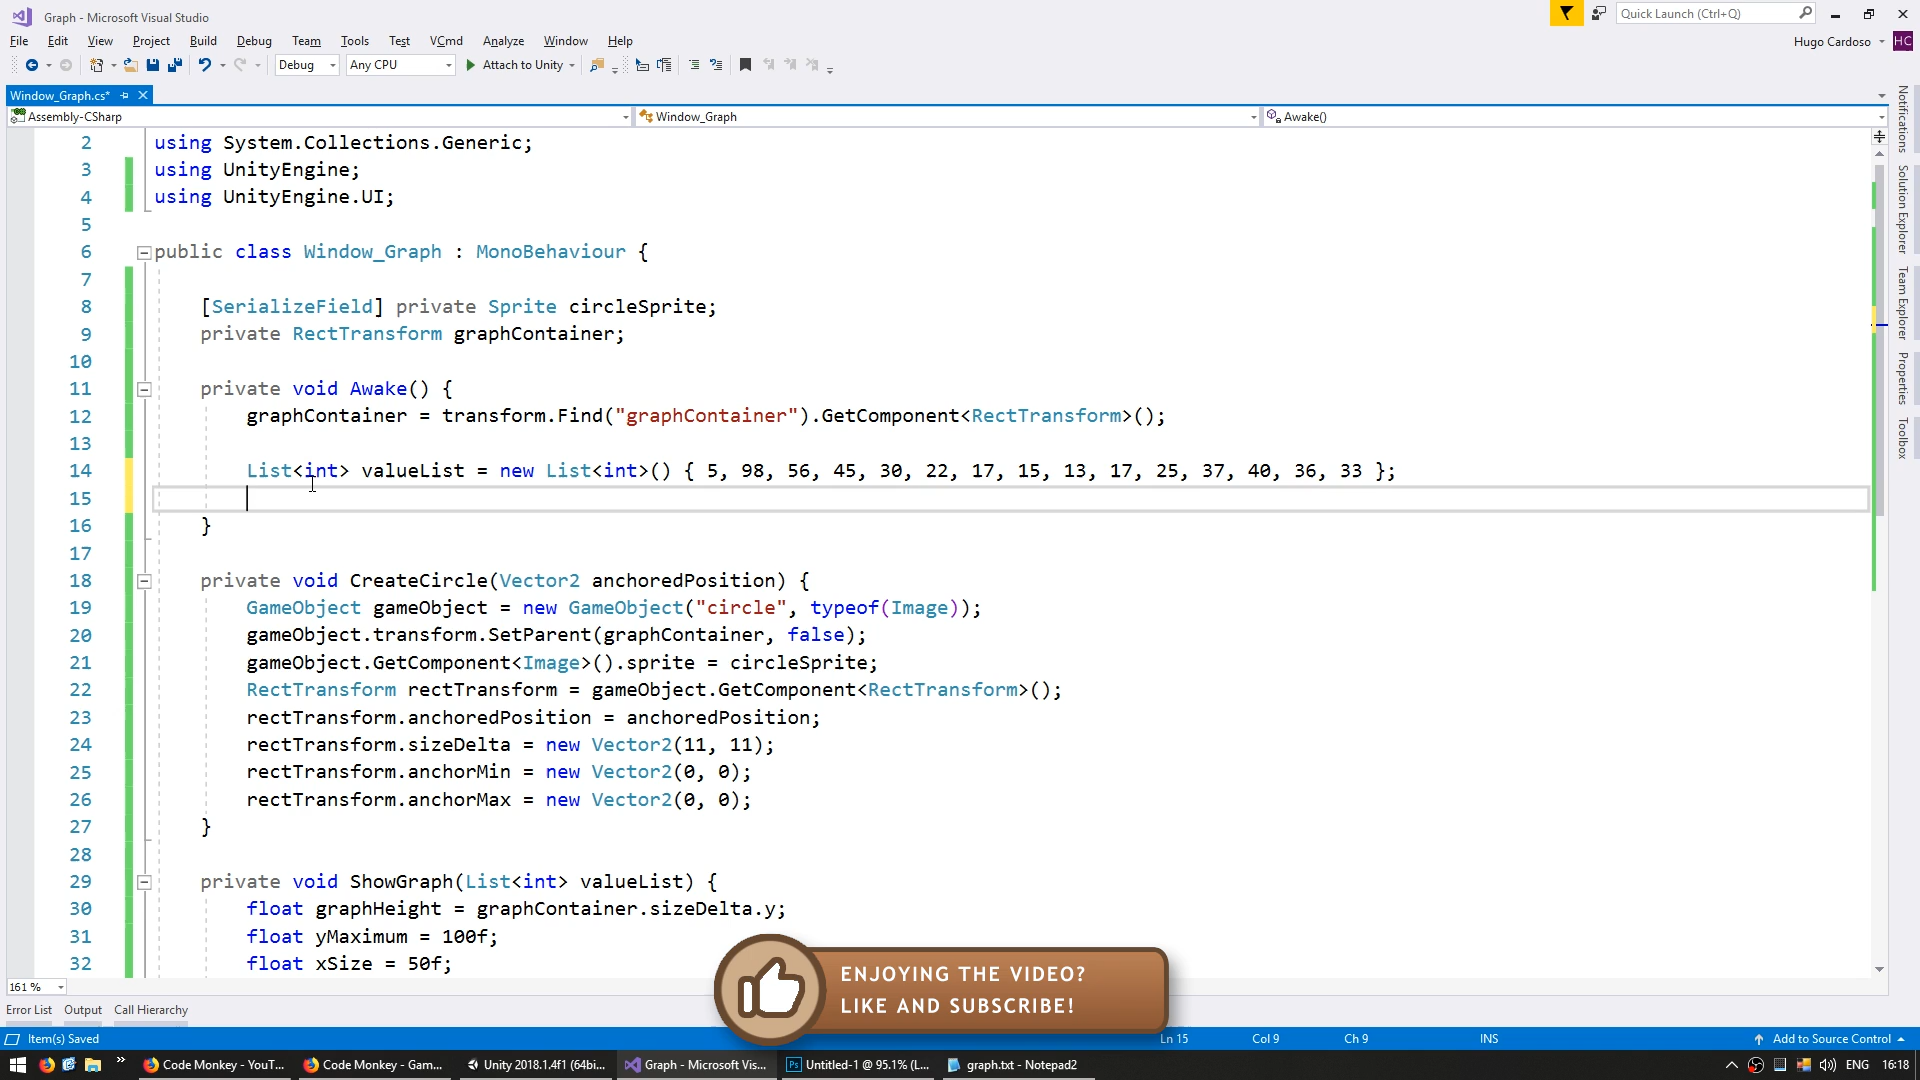 Graph - Microsoft Visual Studio
Quick Launch (Ctrl+Q)
File Edit View Project Build Debug Team Tools Test VCmd Analyze Window Help
Hugo Cardoso HC
Debug Any CPU Attach to Unity
Window_Graph.cs*
Assembly-CSharp Window_Graph Awake()
2 using System.Collections.Generic;
3 using UnityEngine;
4 using UnityEngine.UI;
5
6 public class Window_Graph : MonoBehaviour {
7
8 [SerializeField] private Sprite circleSprite;
9 private RectTransform graphContainer;
10
11 private void Awake() {
12 graphContainer = transform.Find("graphContainer").GetComponent<RectTransform>();
13
14 List<int> valueList = new List<int>() { 5, 98, 56, 45, 30, 22, 17, 15, 13, 17, 25, 37, 40, 36, 33 };
15
16 }
17
18 private void CreateCircle(Vector2 anchoredPosition) {
19 GameObject gameObject = new GameObject("circle", typeof(Image));
20 gameObject.transform.SetParent(graphContainer, false);
21 gameObject.GetComponent<Image>().sprite = circleSprite;
22 RectTransform rectTransform = gameObject.GetComponent<RectTransform>();
23 rectTransform.anchoredPosition = anchoredPosition;
24 rectTransform.sizeDelta = new Vector2(11, 11);
25 rectTransform.anchorMin = new Vector2(0, 0);
26 rectTransform.anchorMax = new Vector2(0, 0);
27 }
28
29 private void ShowGraph(List<int> valueList) {
30 float graphHeight = graphContainer.sizeDelta.y;
31 float yMaximum = 100f;
32 float xSize = 50f;
Notifications
Solution Explorer
Team Explorer
Properties
Toolbox
ENJOYING THE VIDEO?
LIKE AND SUBSCRIBE!
161 %
Error List Output Call Hierarchy
Item(s) Saved Ln 15 Col 9 Ch 9 INS Add to Source Control
Code Monkey - YouT... Code Monkey - Gam... Unity 2018.1.4f1 (64bi... Graph - Microsoft Vis... Untitled-1 @ 95.1% (L... graph.txt - Notepad2 ENG 16:18